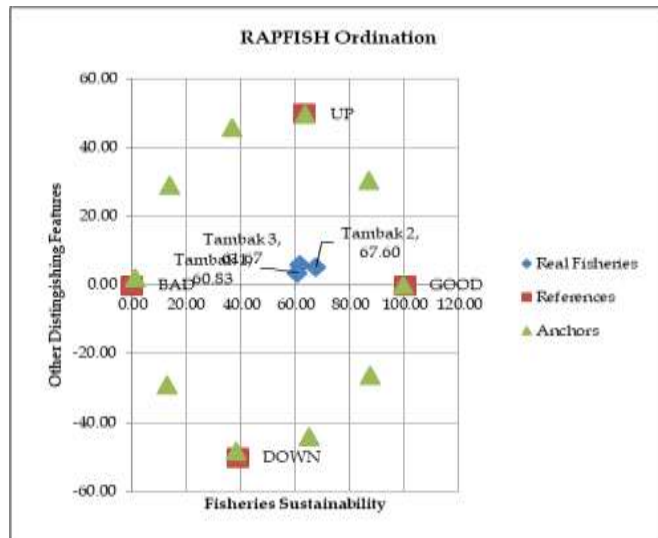 RAPFISH Ordination
60.00
UP
40.00
20.00
Tambak 3,
Tambak 2,
67.60
Tambak
60.83
0.00
BAD
GOOD
0.00 20.00 40.00 60.00 80.00 100.00 120.00
-20.00
-40.00
DOWN
-60.00
Other Distingishing Features
Fisheries Sustainability
Real Fisheries
References
Anchors